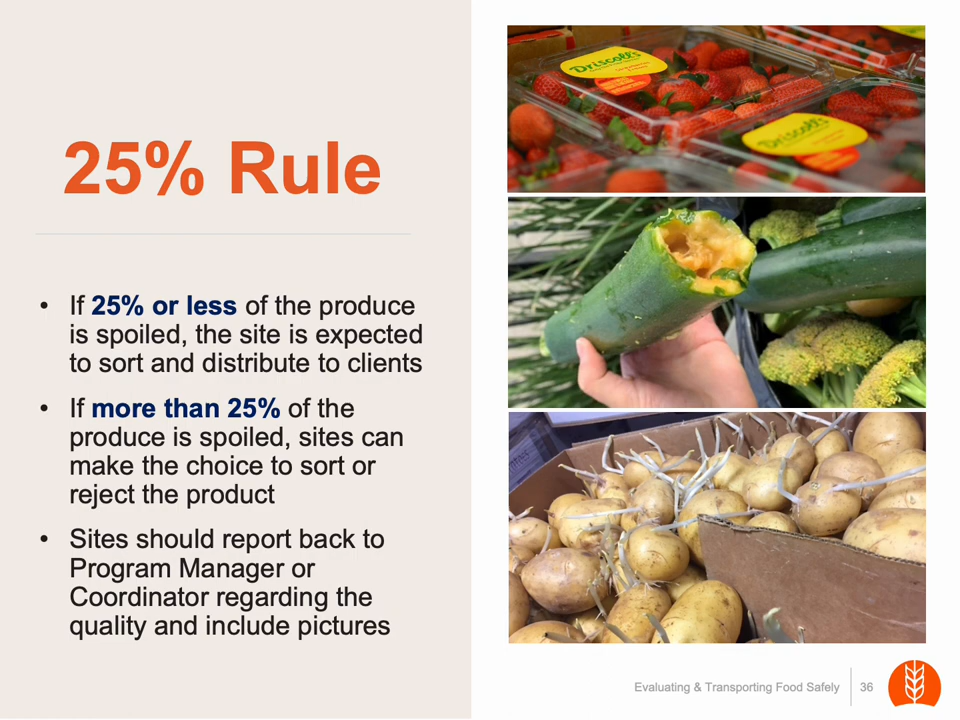 25% Rule
• If 25% or less of the produce
is spoiled, the site is expected
to sort and distribute to clients
• If more than 25% of the
produce is spoiled, sites can
make the choice to sort or
reject the product
• Sites should report back to
Program Manager or
Coordinator regarding the
quality and include pictures
Driscoll's
Driscoll's
Evaluating & Transporting Food Safely
36